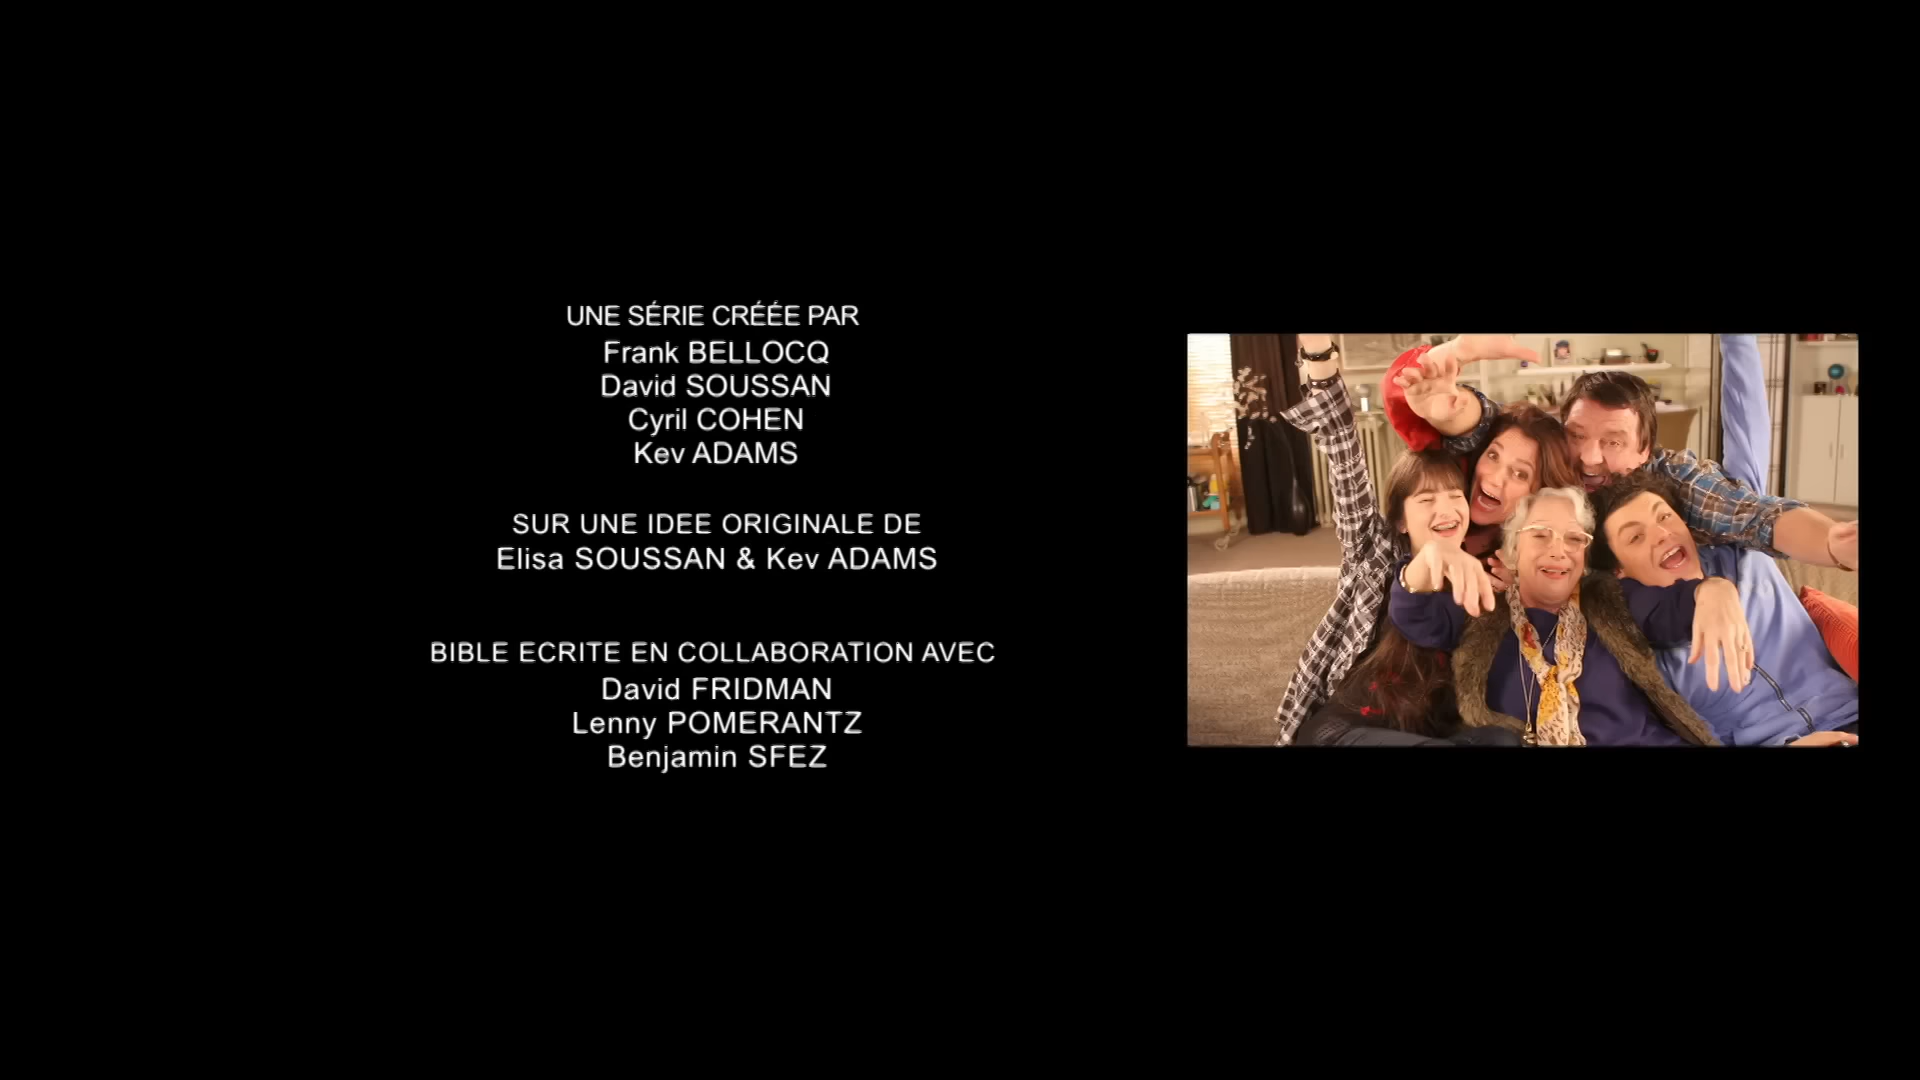 UNE SÉRIE CRÉÉE PAR
Frank BELLOCQ
David SOUSSAN
Cyril COHEN
Kev ADAMS
SUR UNE IDEE ORIGINALE DE
Elisa SOUSSAN & Kev ADAMS
BIBLE ECRITE EN COLLABORATION AVEC
David FRIDMAN
Lenny POMERANTZ
Benjamin SFEZ